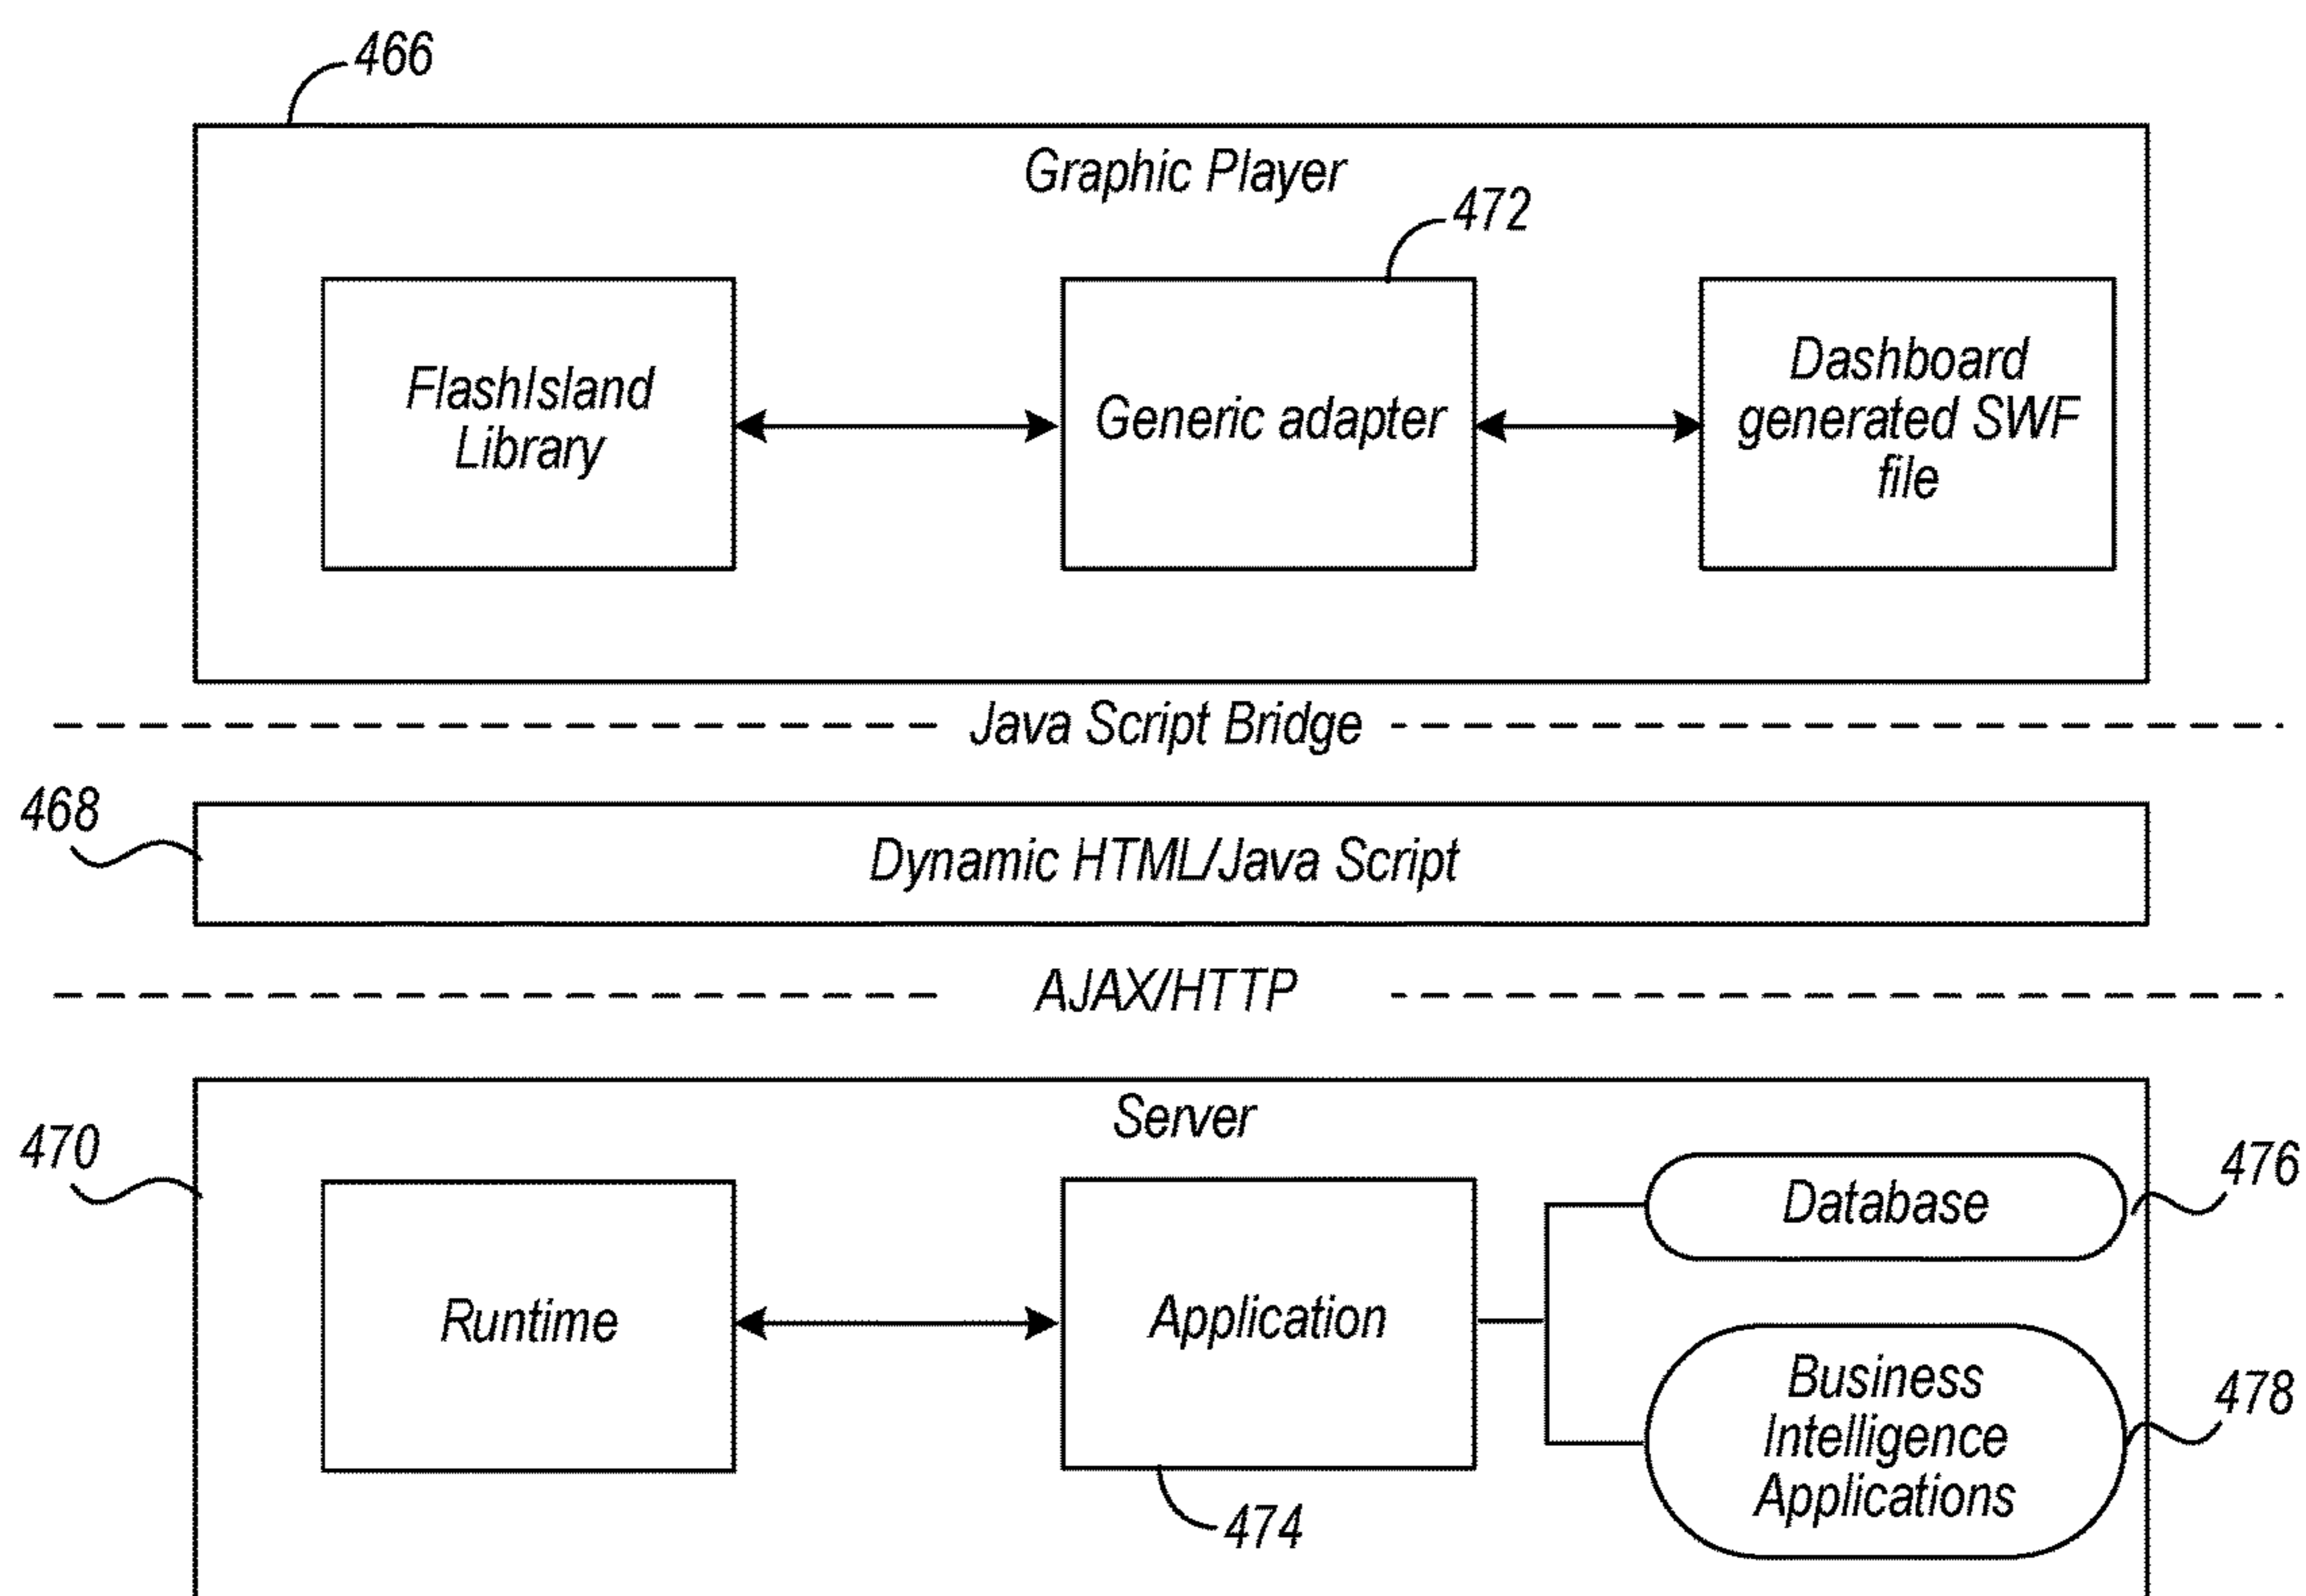 466
Graphic Player
472
FlashIsland
Library
Generic adapter
Dashboard
generated SWF
file
Java Script Bridge
468
Dynamic HTML/Java Script
AJAX/HTTP
Server
470
476
Database
Runtime
Application
Business
Intelligence
Applications
478
474